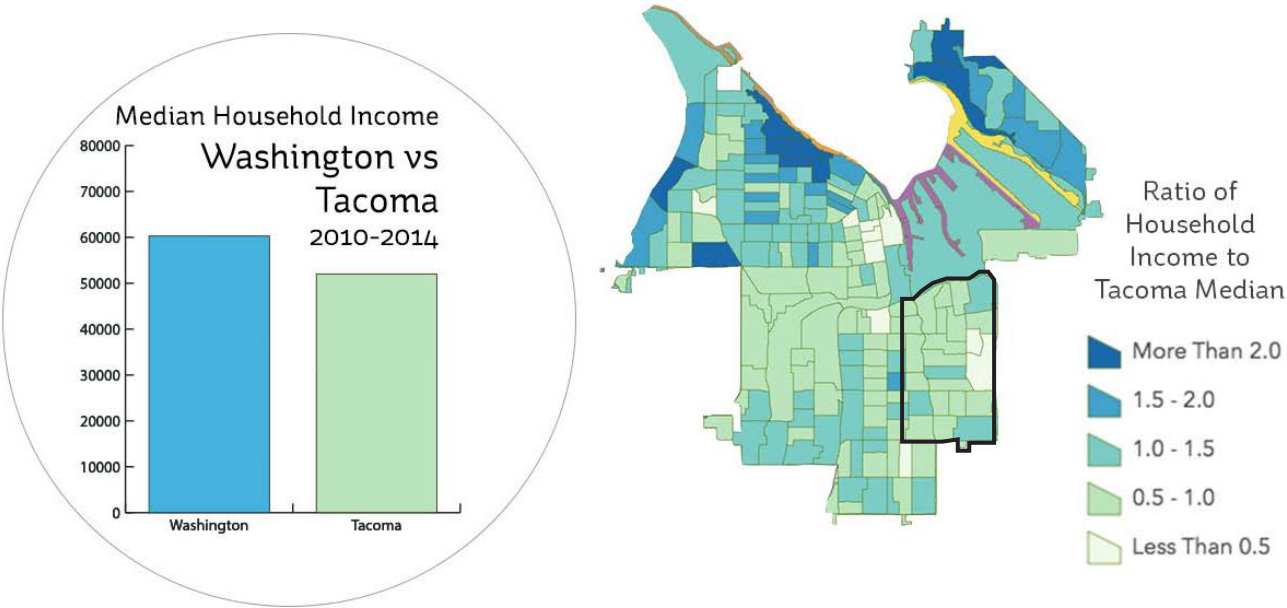 Median Household Income
Washington vs
Tacoma
2010-2014
80000
70000
60000
50000
40000
30000
20000
10000
0
Washington
Tacoma
Ratio of
Household
Income to
Tacoma Median
More Than 2.0
1.5 - 2.0
1.0 - 1.5
0.5 - 1.0
Less Than 0.5